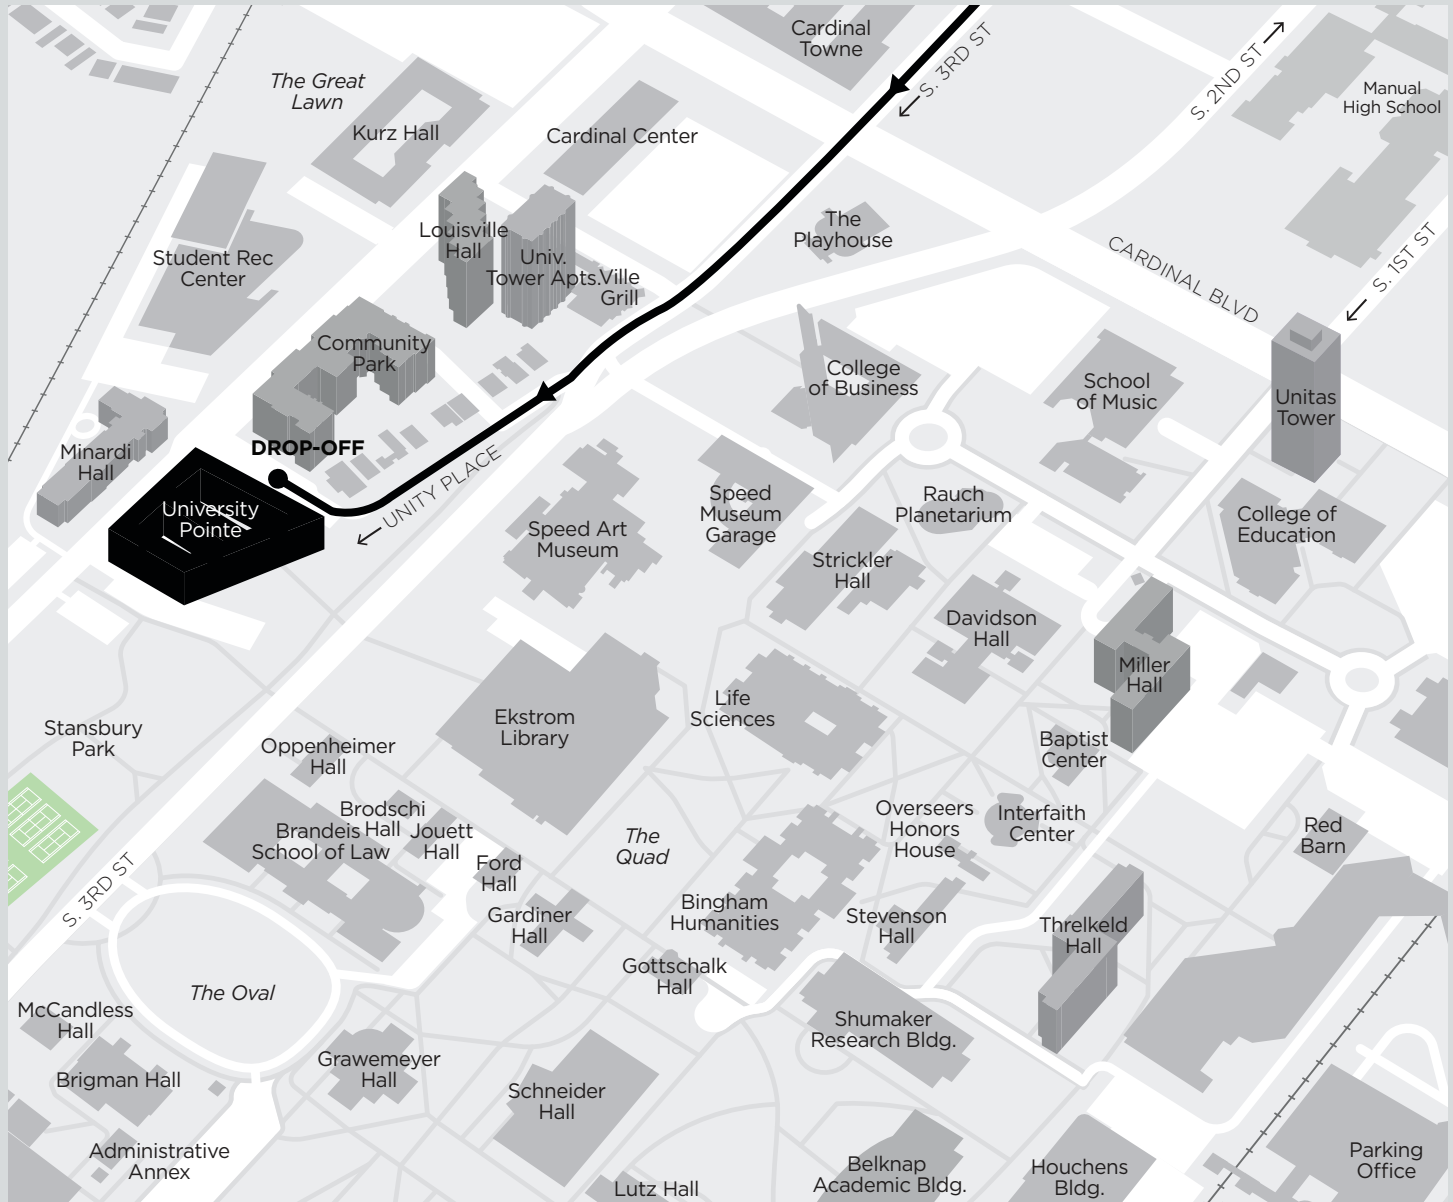 Cardinal
Towne
S. 3RD ST
S. 2ND ST
Manual
High School
The Great
Lawn
Kurz Hall
Cardinal Center
Louisville
Hall
Univ.
Tower Apts.
Ville
Grill
The
Playhouse
CARDINAL BLVD
S. 1ST ST
Student Rec
Center
Community
Park
College
of Business
School
of Music
Unitas
Tower
Minardi
Hall
DROP-OFF
University
Pointe
UNITY PLACE
Speed Art
Museum
Speed
Museum
Garage
Rauch
Planetarium
College of
Education
Strickler
Hall
Davidson
Hall
Miller
Hall
Life
Sciences
Ekstrom
Library
Stansbury
Park
Oppenheimer
Hall
Baptist
Center
Brodschi
Hall
Brandeis
School of Law
Jouett
Hall
Ford
Hall
The
Quad
Overseers
Honors
House
Interfaith
Center
Red
Barn
S. 3RD ST
Gardiner
Hall
Bingham
Humanities
Stevenson
Hall
Threlkeld
Hall
Gottschalk
Hall
The Oval
McCandless
Hall
Shumaker
Research Bldg.
Brigman Hall
Grawemeyer
Hall
Schneider
Hall
Administrative
Annex
Lutz Hall
Belknap
Academic Bldg.
Houchens
Bldg.
Parking
Office